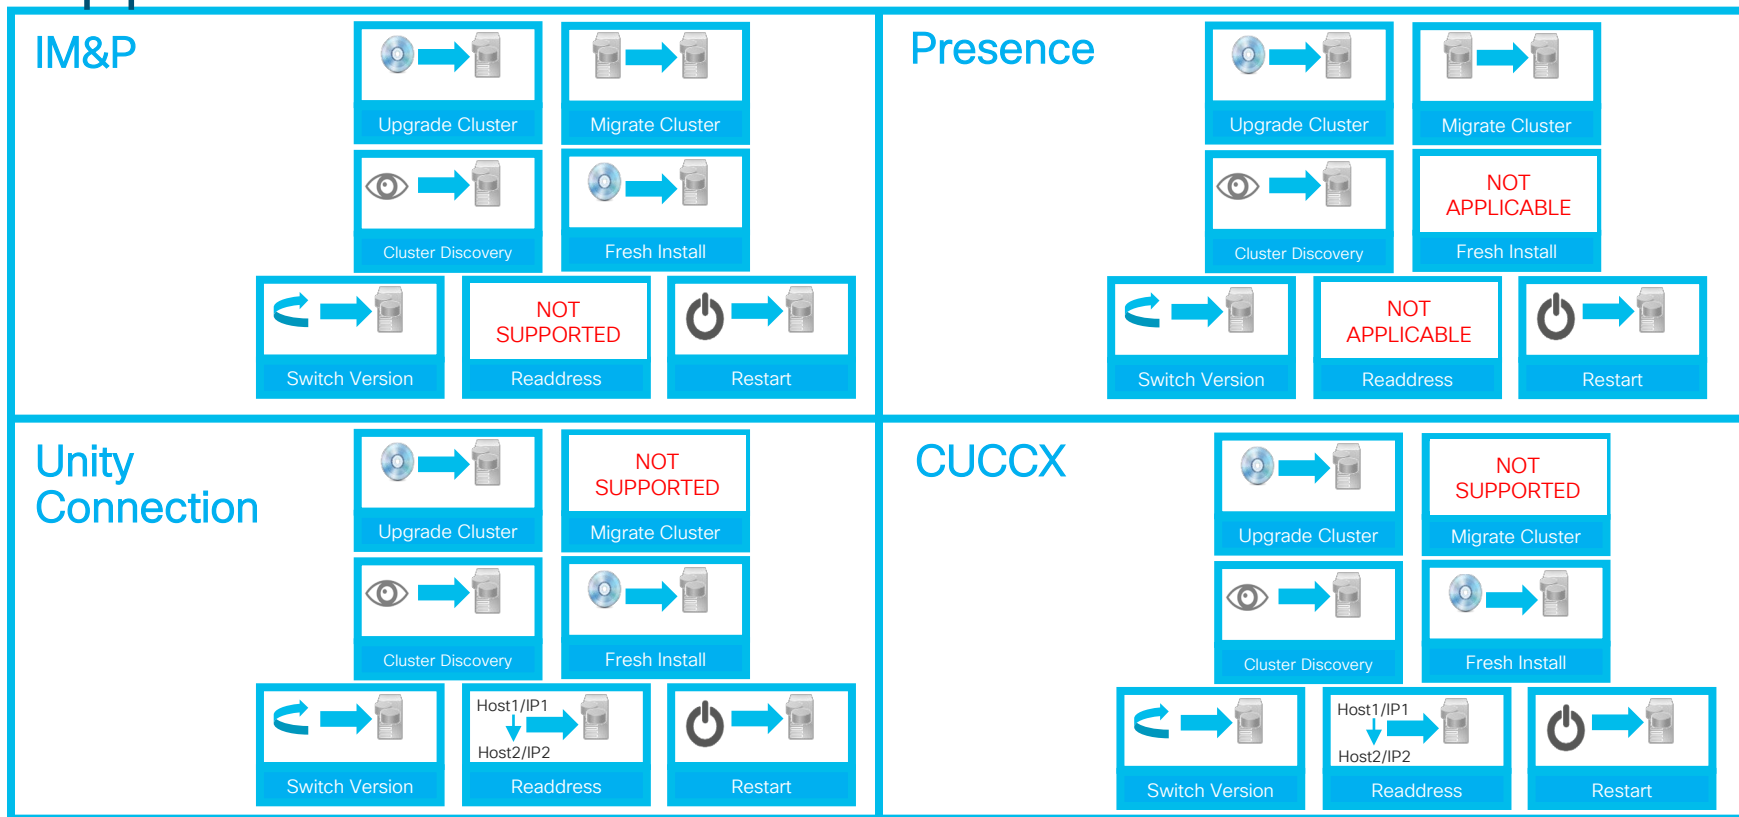 IM&P
Upgrade Cluster
Migrate Cluster
Cluster Discovery
Fresh Install
Switch Version
NOT
SUPPORTED
Readdress
Restart
Presence
Upgrade Cluster
Migrate Cluster
Cluster Discovery
NOT
APPLICABLE
Fresh Install
Switch Version
NOT
APPLICABLE
Readdress
Restart
Unity
Connection
Upgrade Cluster
NOT
SUPPORTED
Migrate Cluster
Cluster Discovery
Fresh Install
Switch Version
Host1/IP1
Host2/IP2
Readdress
Restart
CUCCX
Upgrade Cluster
NOT
SUPPORTED
Migrate Cluster
Cluster Discovery
Fresh Install
Switch Version
Host1/IP1
Host2/IP2
Readdress
Restart